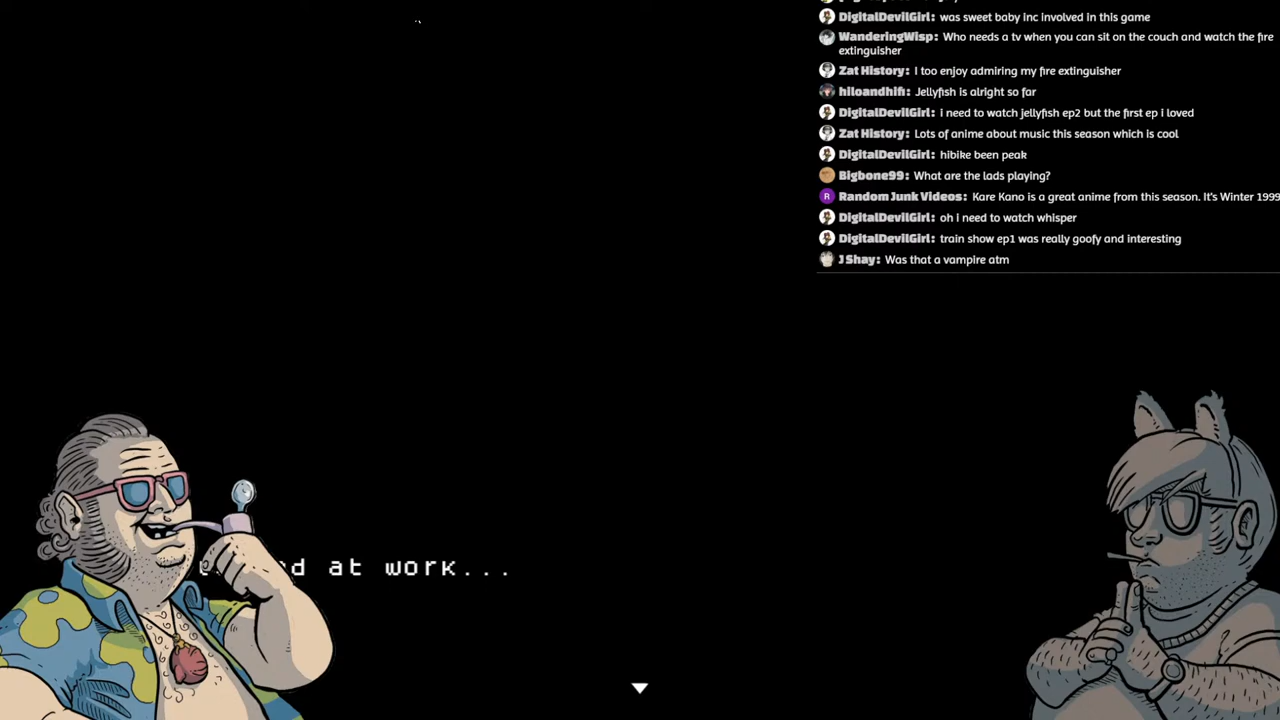 DigitalDevilGirl: was sweet baby inc involved in this game
WanderingWisp: Who needs a tv when you can sit on the couch and watch the fire
extinguisher
Zat History: I too enjoy admiring my fire extinguisher
hiloandhifi: Jellyfish is alright so far
DigitalDevilGirl: i need to watch jellyfish ep2 but the first ep i loved
Zat History: Lots of anime about music this season which is cool
DigitalDevilGirl: hibike been peak
Bigbone99: What are the lads playing?
R Random Junk Videos: Kare Kano is a great anime from this season. It's Winter 1999
DigitalDevilGirl: oh i need to watch whisper
DigitalDevilGirl: train show ep1 was really goofy and interesting
J Shay: Was that a vampire atm
at work...